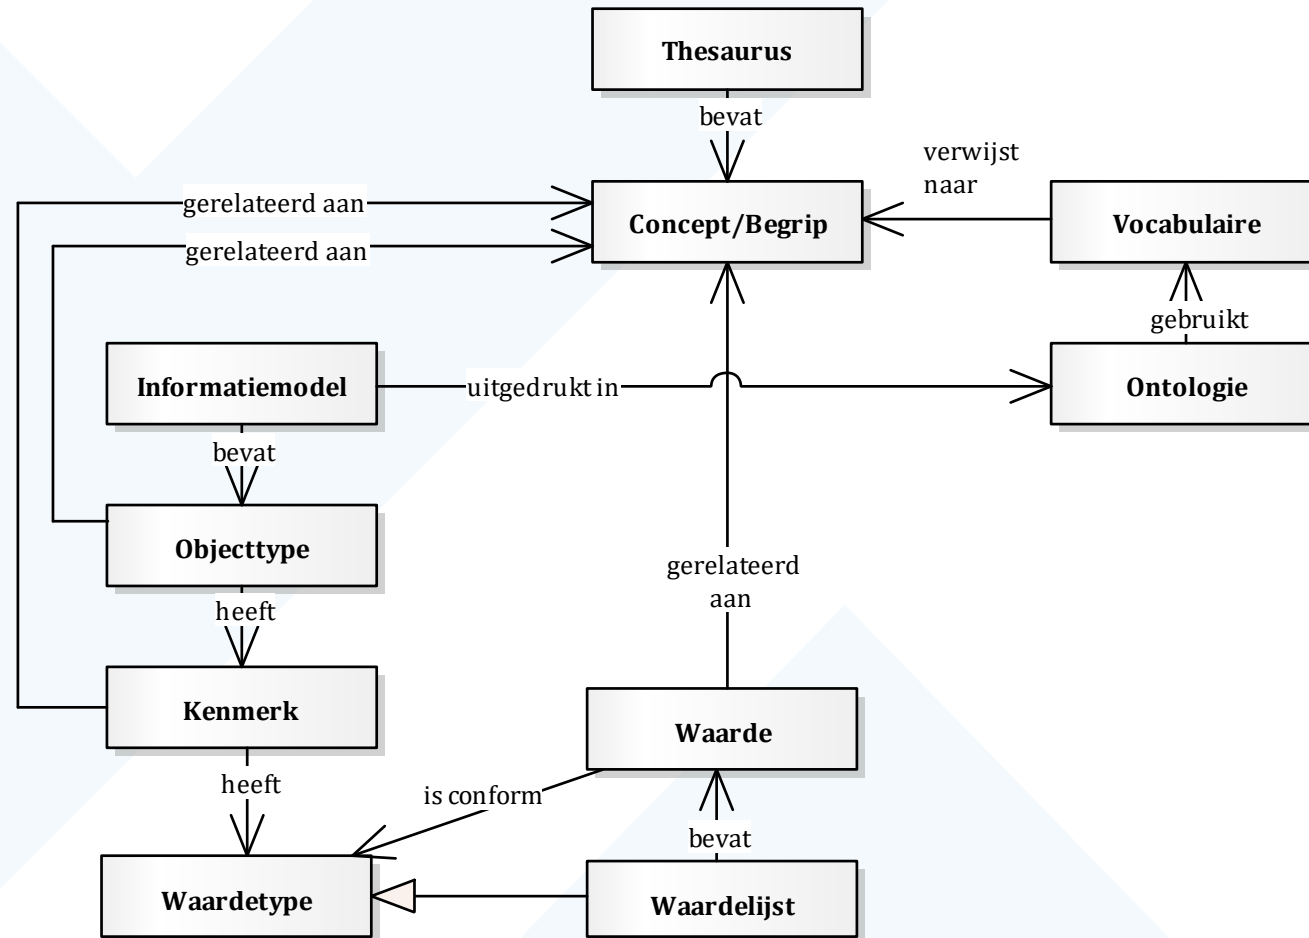 Thesaurus
bevat
verwijst
naar
gerelateerd aan
Concept/Begrip
Vocabulaire
gerelateerd aan
gebruikt
Informatiemodel
uitgedrukt in
Ontologie
bevat
Objecttype
gerelateerd
aan
heeft
Kenmerk
Waarde
heeft
is conform
bevat
Waardetype
Waardelijst